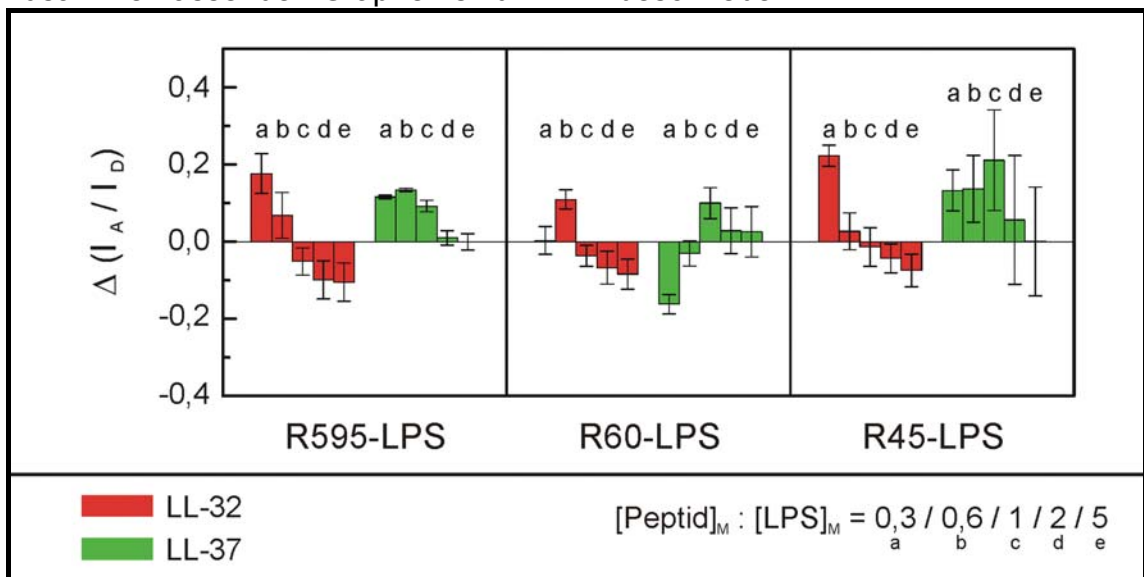 0,4
a b c d e
a b c d e
a b c d e
a b c d e
a b c d e
a b c d e
0,2
0,0
-0,2
-0,4
Δ (I A / I D)
R595-LPS
R60-LPS
R45-LPS
LL-32
LL-37
[Peptid]M : [LPS]M = 0,3 / 0,6 / 1 / 2 / 5
a b c d e